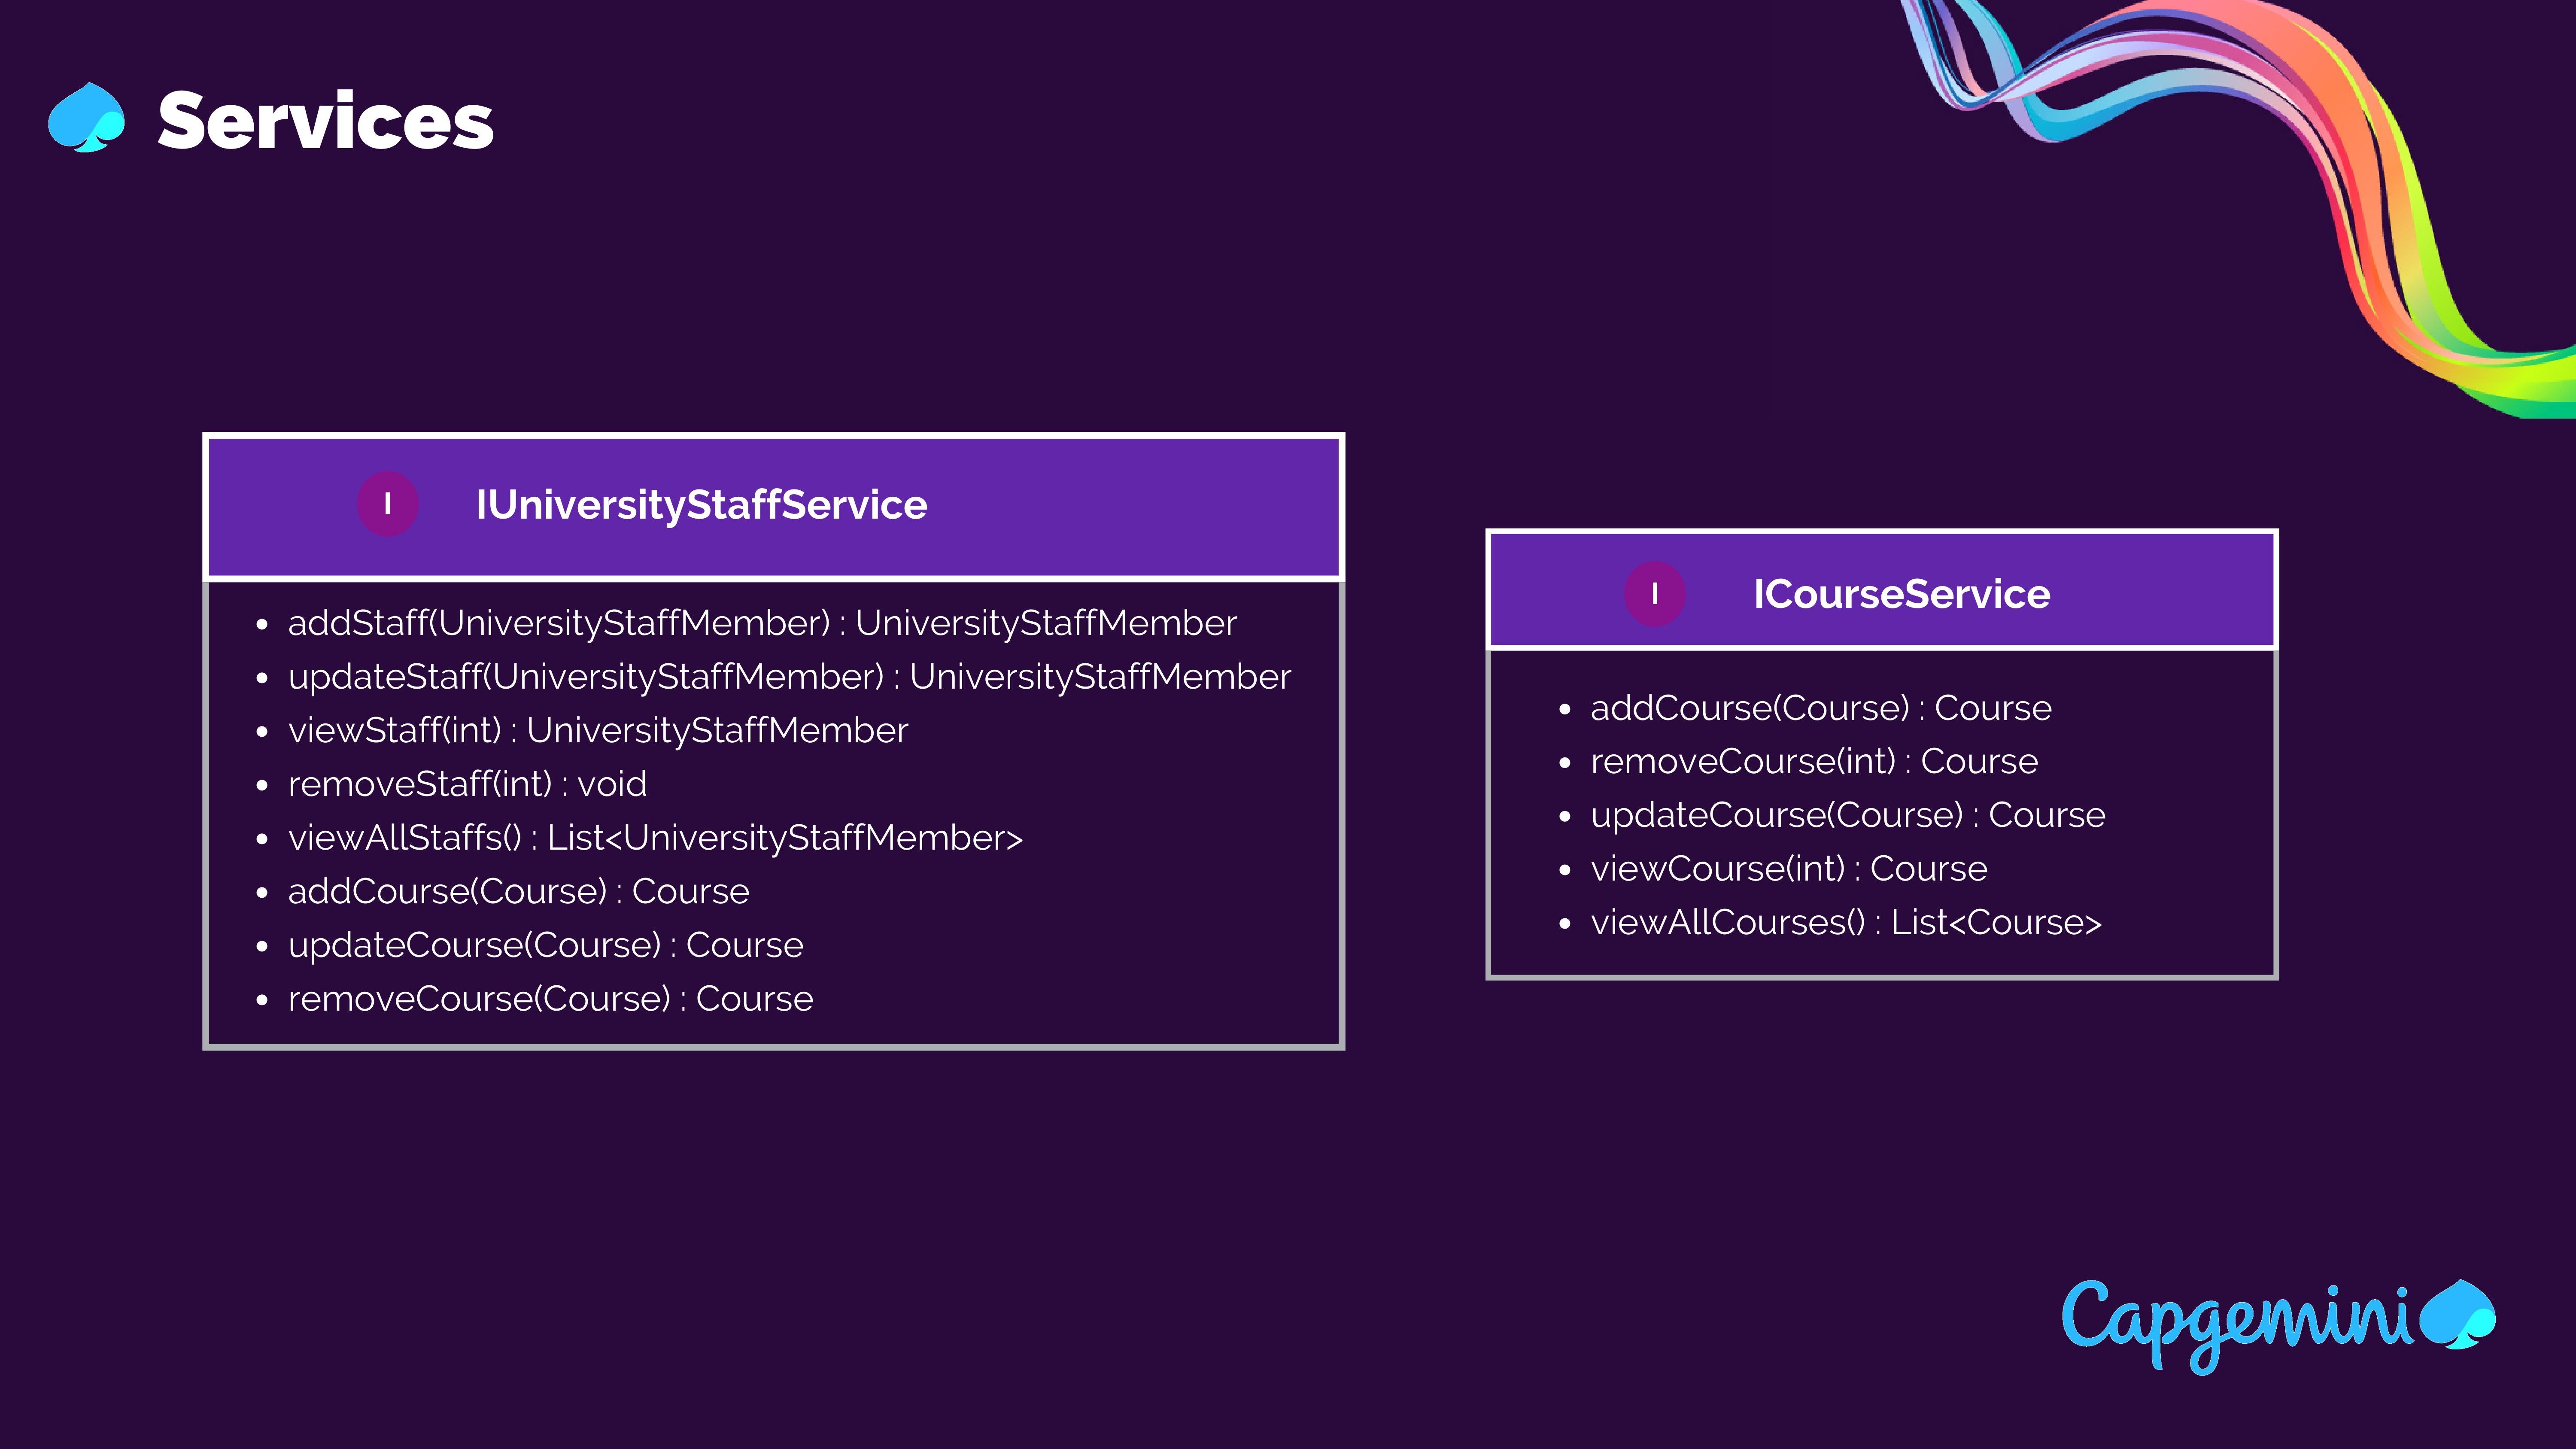 Services
I
IUniversityStaffService
• addStaff(UniversityStaffMember) : UniversityStaffMember
• updateStaff(UniversityStaffMember) : UniversityStaffMember
• viewStaff(int) : UniversityStaffMember
• removeStaff(int) : void
• viewAllStaffs() : List<UniversityStaffMember>
• addCourse(Course) : Course
• updateCourse(Course) : Course
• removeCourse(Course) : Course
I
ICourseService
• addCourse(Course) : Course
• removeCourse(int) : Course
• updateCourse(Course) : Course
• viewCourse(int) : Course
• viewAllCourses() : List<Course>
Capgemini